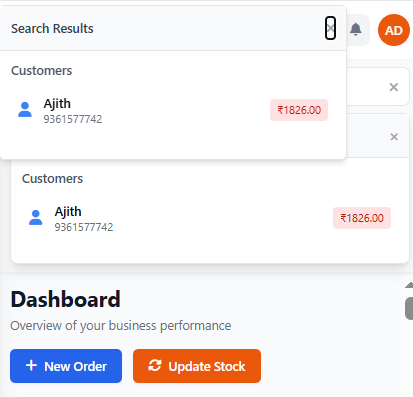 Search Results
AD
Customers
Ajith
9361577742
₹1826.00
Customers
Ajith
9361577742
₹1826.00
Dashboard
Overview of your business performance
New Order
Update Stock